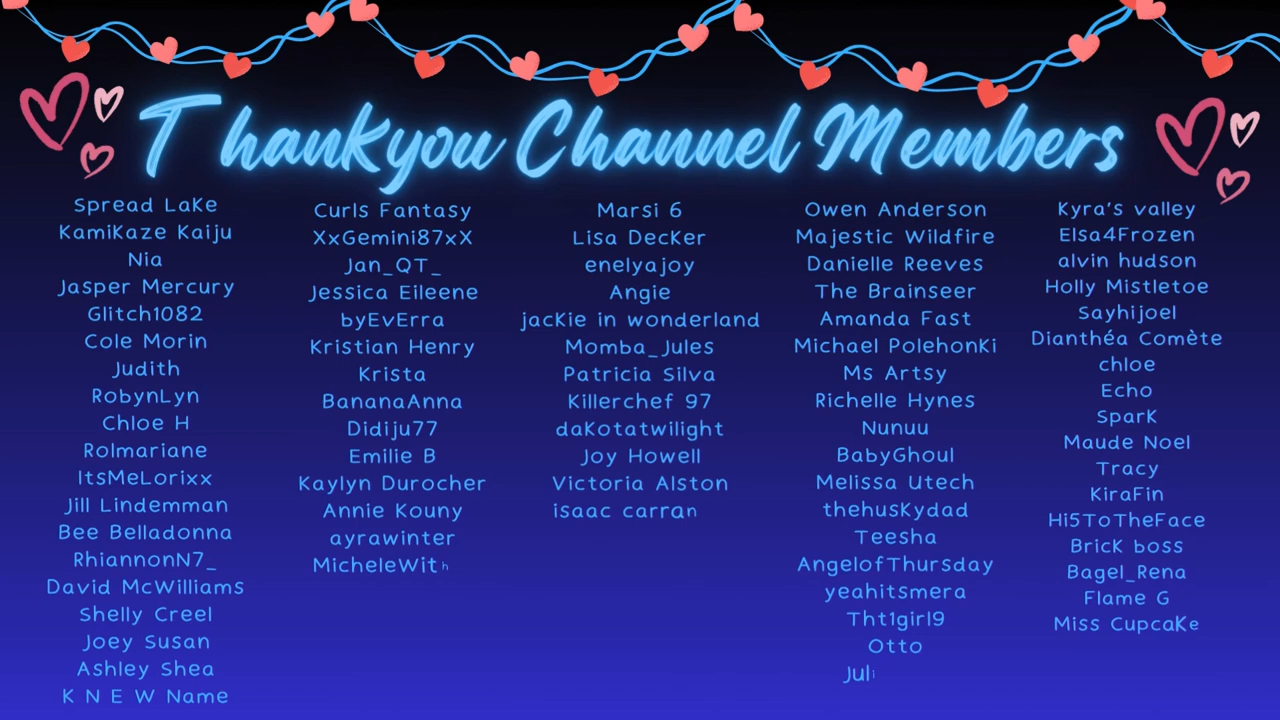 Thankyou Channel Members
Spread Lake
Kamikaze Kaiju
Nia
Jasper Mercury
Glitch1082
Cole Morin
Judith
RobynLyn
Chloe H
Rolmariane
ItsMeLorixx
Jill Lindemman
Bee Belladonna
RhiannonN7_
David McWilliams
Shelly Creel
Joey Susan
Ashley Shea
K N E W Name
Curls Fantasy
XxGemini87xX
Jan_QT_
Jessica Eileene
byEvErra
Kristian Henry
Krista
BananaAnna
Didiju77
Emilie B
Kaylyn Durocher
Annie Kouny
ayrawinter
MicheleWith
Marsi 6
Lisa Decker
enelyajoy
Angie
jackie in wonderland
Momba_Jules
Patricia Silva
Killerchef 97
dakotatwilight
Joy Howell
Victoria Alston
isaac carran
Owen Anderson
Majestic Wildfire
Danielle Reeves
The Brainseer
Amanda Fast
Michael Polehonki
Ms Artsy
Richelle Hynes
Nunuu
BabyGhoul
Melissa Utech
thehuskydad
Teesha
AngelofThursday
yeahitsmera
Tht1girl9
Otto
Juli
Kyra's valley
Elsa4Frozen
alvin hudson
Holly Mistletoe
Sayhijoel
Dianthéa Comète
chloe
Echo
Spark
Maude Noel
Tracy
KiraFin
Hi5ToTheFace
Brick boss
Bagel_Rena
Flame G
Miss Cupcake